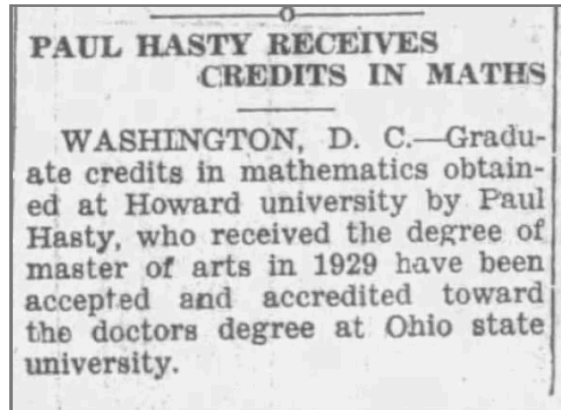 PAUL HASTY RECEIVES
CREDITS IN MATHS
WASHINGTON, D. C.—Gradu-
ate credits in mathematics obtain-
ed at Howard university by Paul
Hasty, who received the degree of
master of arts in 1929 have been
accepted and accredited toward
the doctors degree at Ohio state
university.